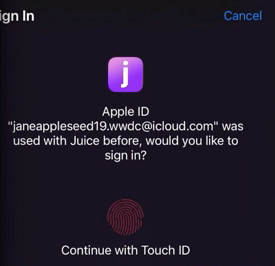 ign In
Cancel
j
Apple ID
"janeappleseed19.wwdc@icloud.com" was
used with Juice before, would you like to
sign in?
Continue with Touch ID